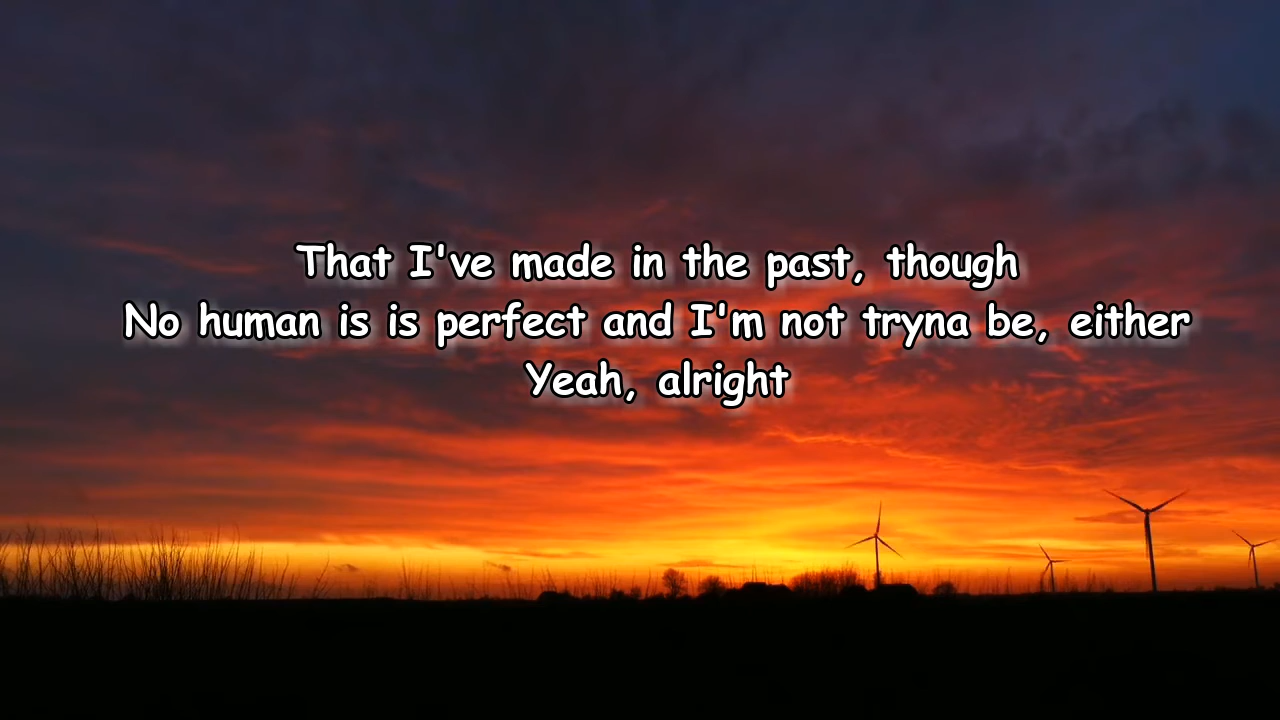 That I've made in the past, though
No human is is perfect and I'm not tryna be, either
Yeah, alright